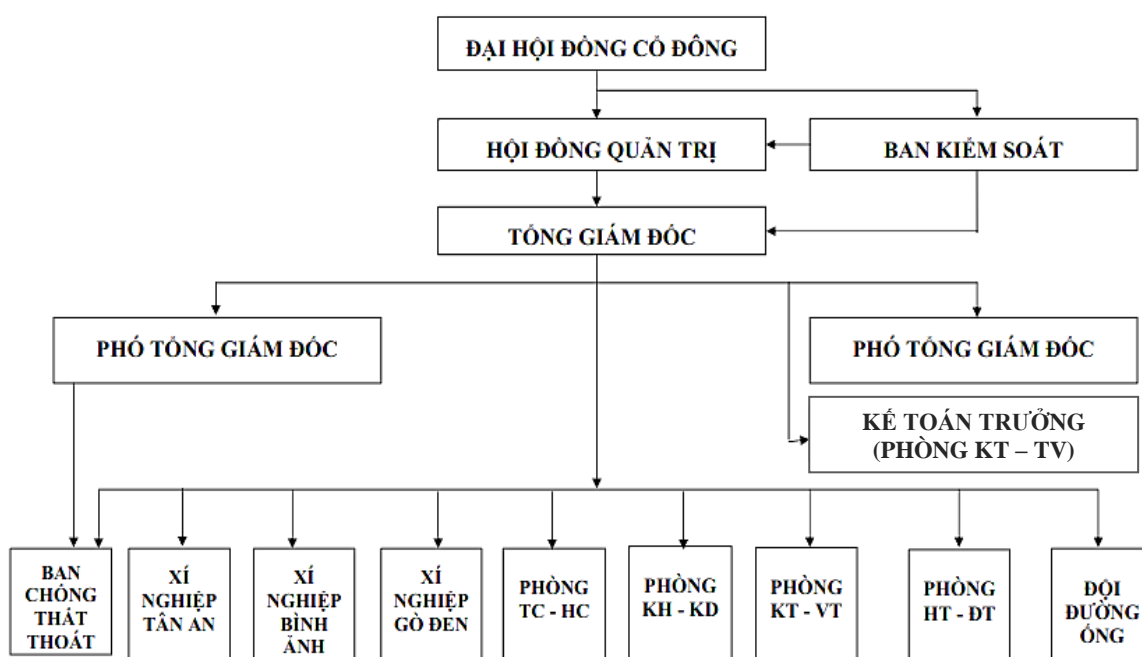 ĐẠI HỘI ĐỒNG CỔ ĐÔNG
HỘI ĐỒNG QUẢN TRỊ
BAN KIỂM SOÁT
TỔNG GIÁM ĐỐC
PHÓ TỔNG GIÁM ĐỐC
PHÓ TỔNG GIÁM ĐỐC
KẾ TOÁN TRƯỞNG
(PHÒNG KT – TV)
BAN
CHỐNG
THẤT
THOÁT
XÍ
NGHIỆP
TÂN AN
XÍ
NGHIỆP
BÌNH
ẢNH
XÍ
NGHIỆP
GÒ ĐEN
PHÒNG
TC - HC
PHÒNG
KH - KD
PHÒNG
KT - VT
PHÒNG
HT - ĐT
ĐỘI
ĐƯỜNG
ỐNG